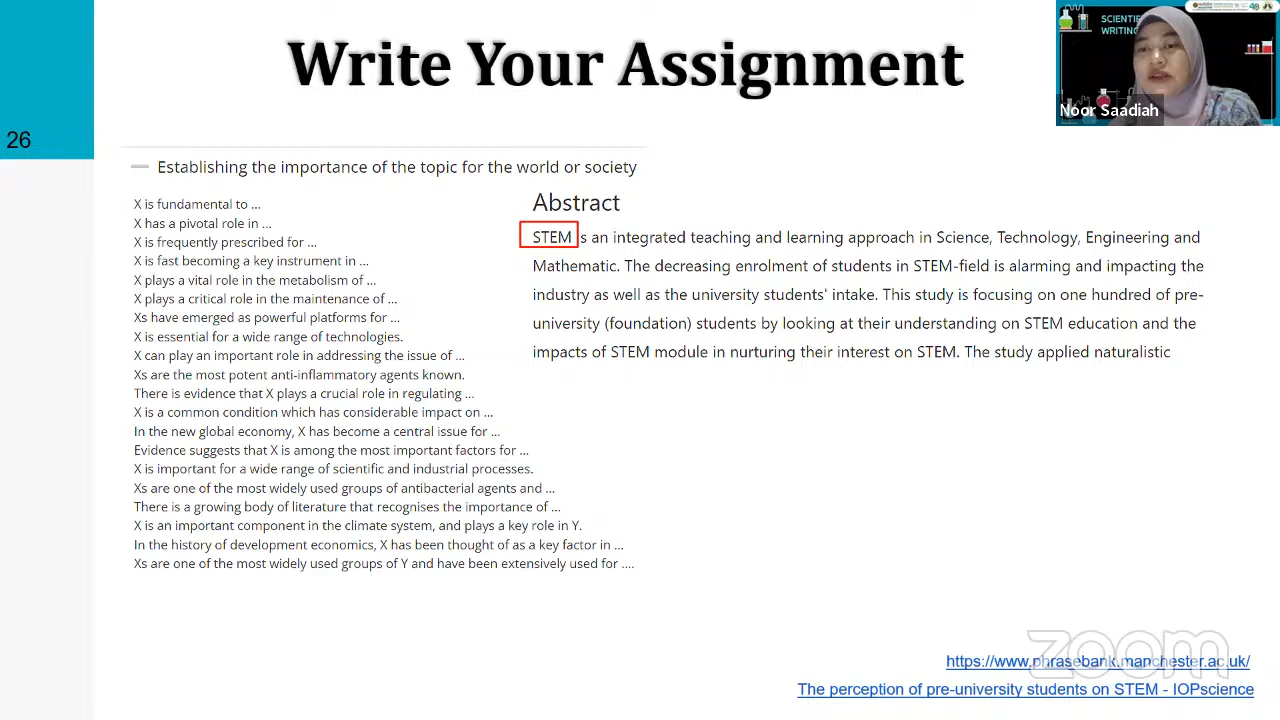 Write Your Assignment
SCIENTI
WRITING
Noor Saadiah
26
Establishing the importance of the topic for the world or society
X is fundamental to ...
X has a pivotal role in ...
X is frequently prescribed for ...
X is fast becoming a key instrument in ...
X plays a vital role in the metabolism of ...
X plays a critical role in the maintenance of ...
Xs have emerged as powerful platforms for ...
X is essential for a wide range of technologies.
X can play an important role in addressing the issue of ...
Xs are the most potent anti-inflammatory agents known.
There is evidence that X plays a crucial role in regulating ...
X is a common condition which has considerable impact on ...
In the new global economy, X has become a central issue for ...
Evidence suggests that X is among the most important factors for ...
X is important for a wide range of scientific and industrial processes.
Xs are one of the most widely used groups of antibacterial agents and ...
There is a growing body of literature that recognises the importance of ...
X is an important component in the climate system, and plays a key role in Y.
In the history of development economics, X has been thought of as a key factor in ...
Xs are one of the most widely used groups of Y and have been extensively used for ....
Abstract
STEM is an integrated teaching and learning approach in Science, Technology, Engineering and
Mathematic. The decreasing enrolment of students in STEM-field is alarming and impacting the
industry as well as the university students' intake. This study is focusing on one hundred of pre-
university (foundation) students by looking at their understanding on STEM education and the
impacts of STEM module in nurturing their interest on STEM. The study applied naturalistic
zoom
https://www.phrasebank.manchester.ac.uk/
The perception of pre-university students on STEM - IOPscience